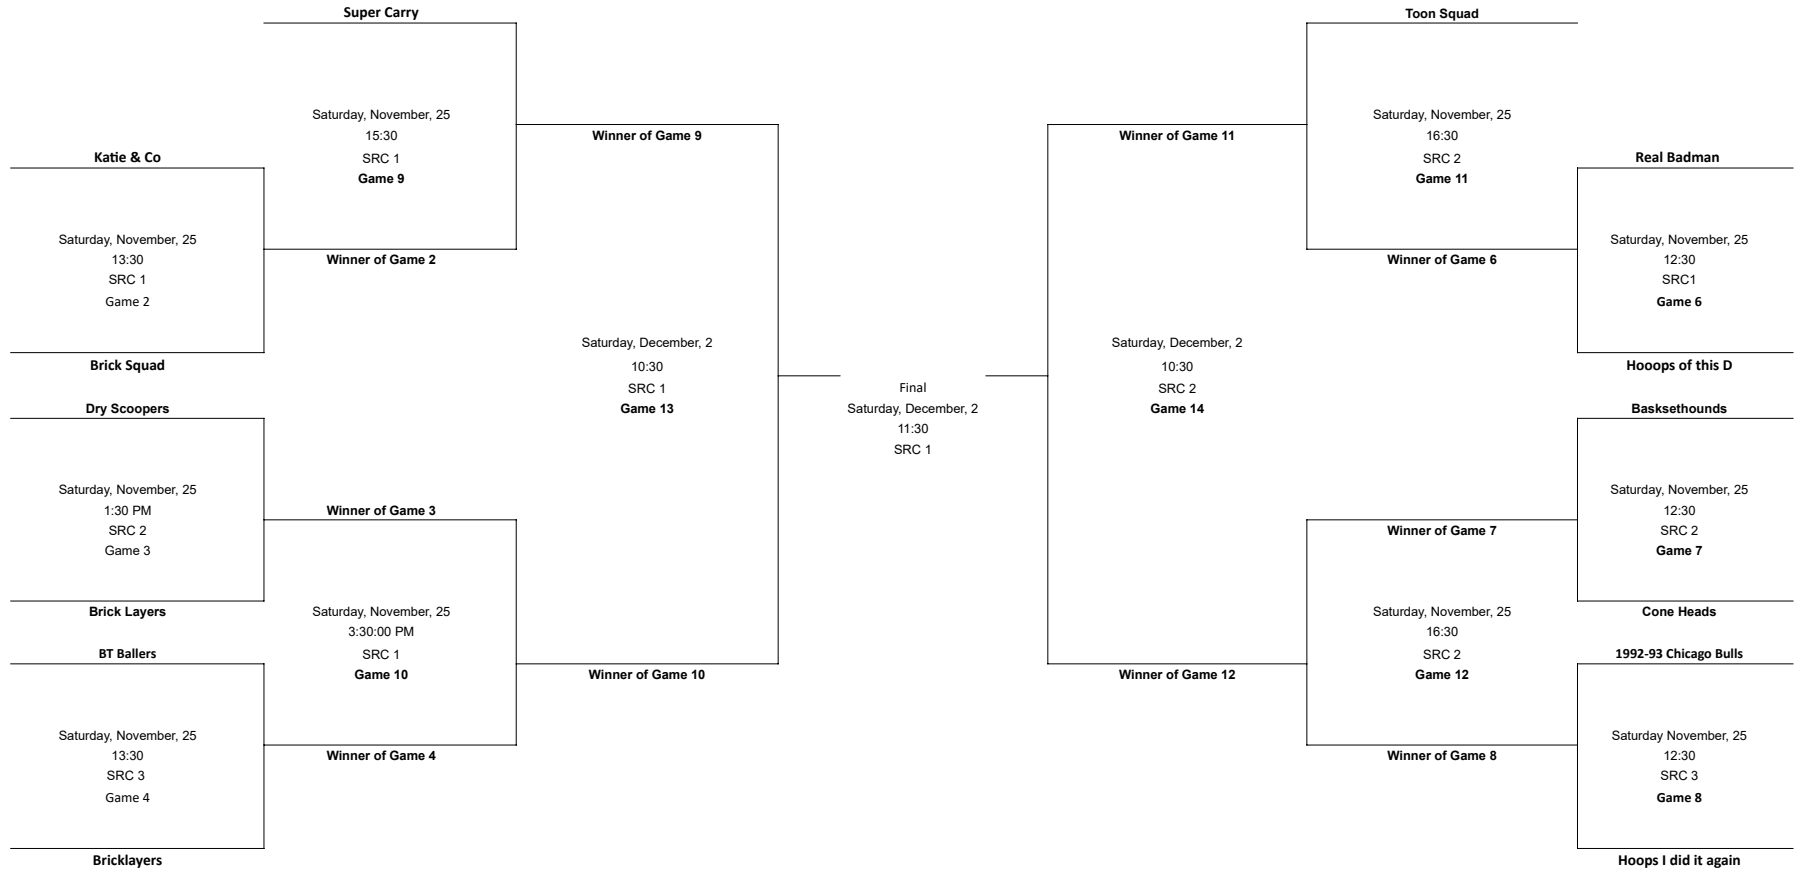 Super Carry
Saturday, November, 25
15:30
SRC 1
Game 9
Katie & Co
Saturday, November, 25
13:30
SRC 1
Game 2
Brick Squad
Winner of Game 2
Winner of Game 9
Dry Scoopers
Saturday, November, 25
1:30 PM
SRC 2
Game 3
Brick Layers
Winner of Game 3
Saturday, November, 25
3:30:00 PM
SRC 1
Game 10
BT Ballers
Saturday, November, 25
13:30
SRC 3
Game 4
Bricklayers
Winner of Game 4
Winner of Game 10
Saturday, December, 2
10:30
SRC 1
Game 13
Final
Saturday, December, 2
11:30
SRC 1
Saturday, December, 2
10:30
SRC 2
Game 14
Winner of Game 11
Toon Squad
Saturday, November, 25
16:30
SRC 2
Game 11
Winner of Game 6
Real Badman
Saturday, November, 25
12:30
SRC1
Game 6
Hooops of this D
Basksethounds
Saturday, November, 25
12:30
SRC 2
Game 7
Cone Heads
Winner of Game 7
Saturday, November, 25
16:30
SRC 2
Game 12
Winner of Game 12
Winner of Game 8
1992-93 Chicago Bulls
Saturday November, 25
12:30
SRC 3
Game 8
Hoops I did it again